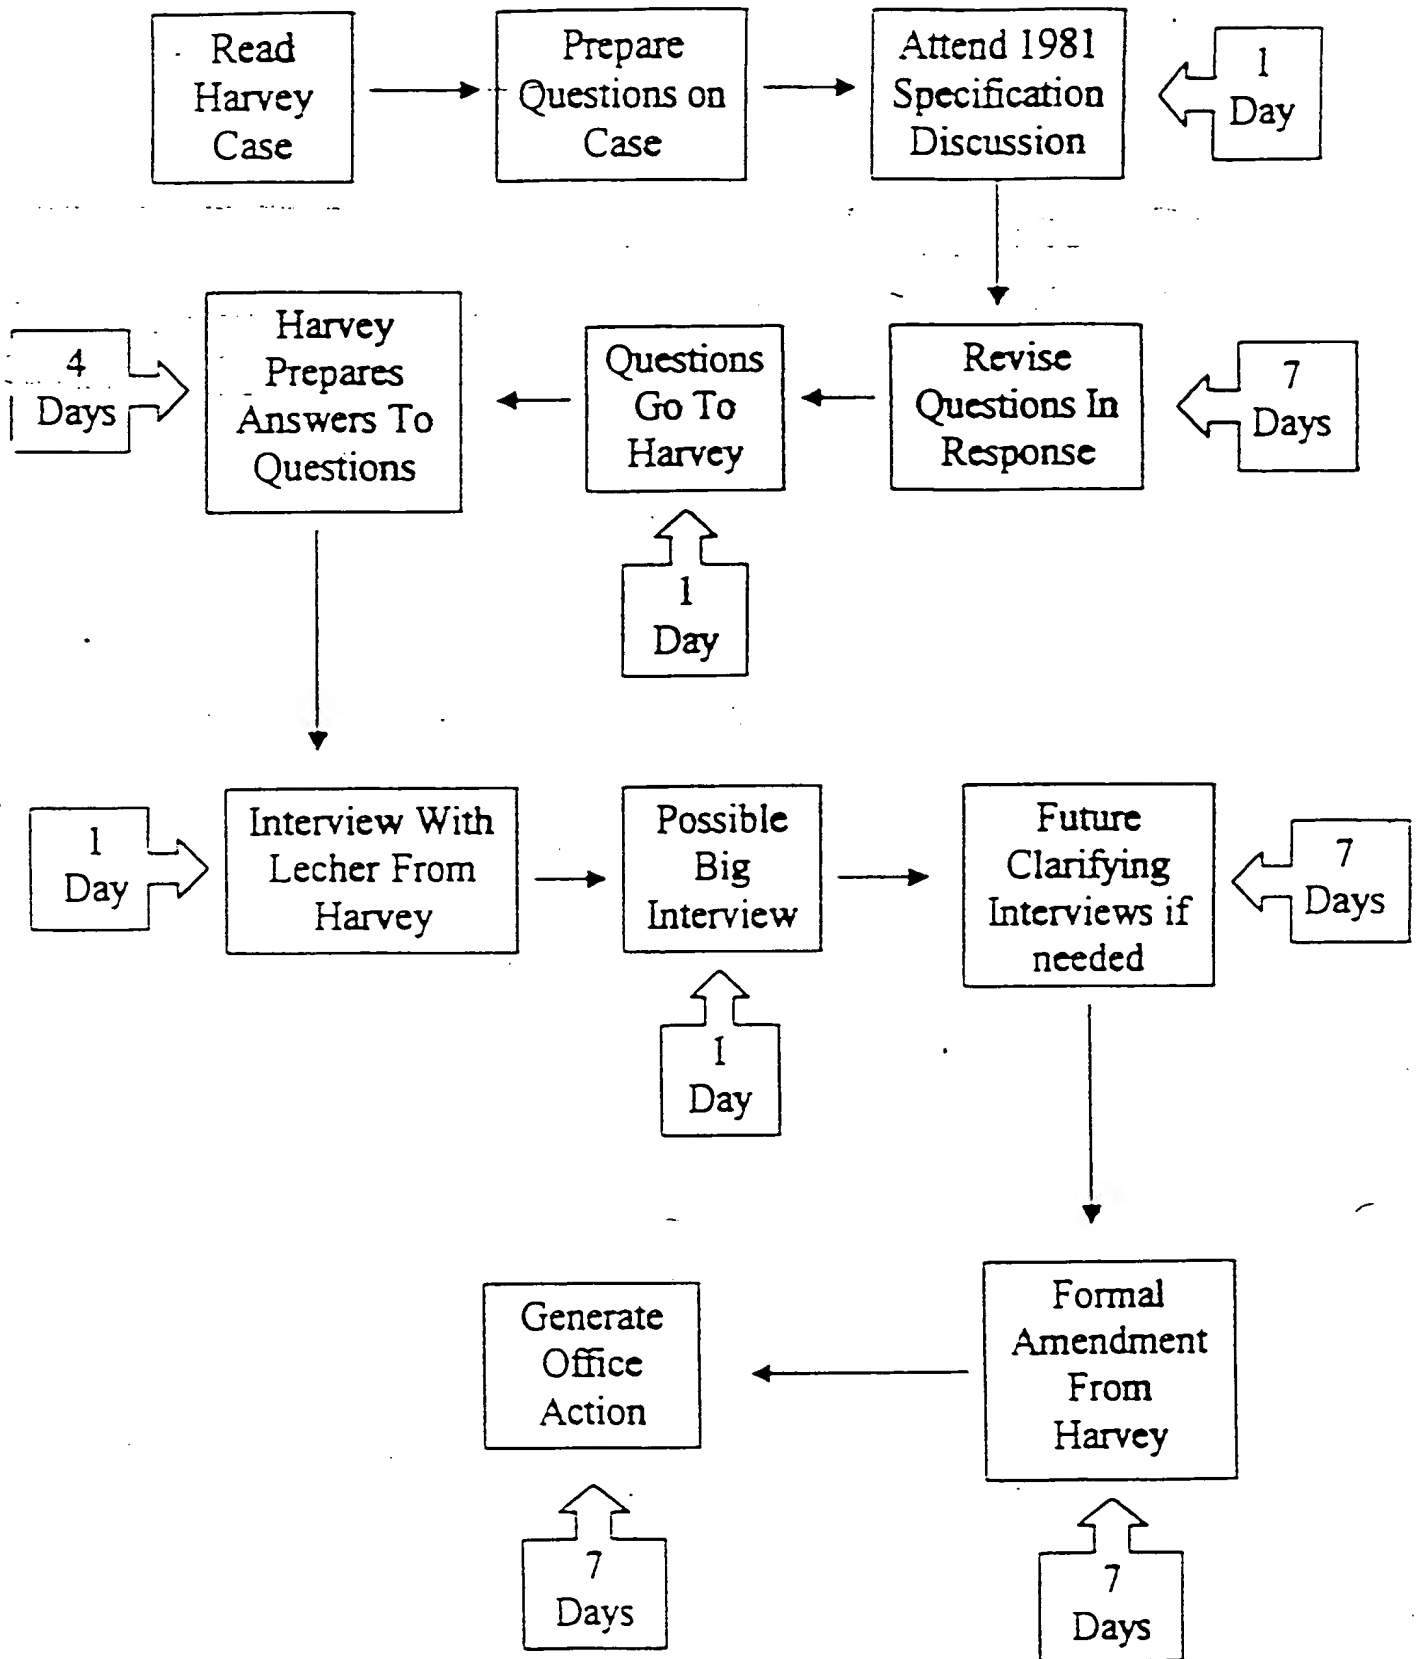 Read
Harvey
Case
Prepare
Questions on
Case
Attend 1981
Specification
Discussion
1
Day
Revise
Questions In
Response
7
Days
Questions
Go To
Harvey
1
Day
Harvey
Prepares
Answers To
Questions
4
Days
Interview With
Lecher From
Harvey
1
Day
Possible
Big
Interview
1
Day
Future
Clarifying
Interviews if
needed
7
Days
Formal
Amendment
From
Harvey
7
Days
Generate
Office
Action
7
Days